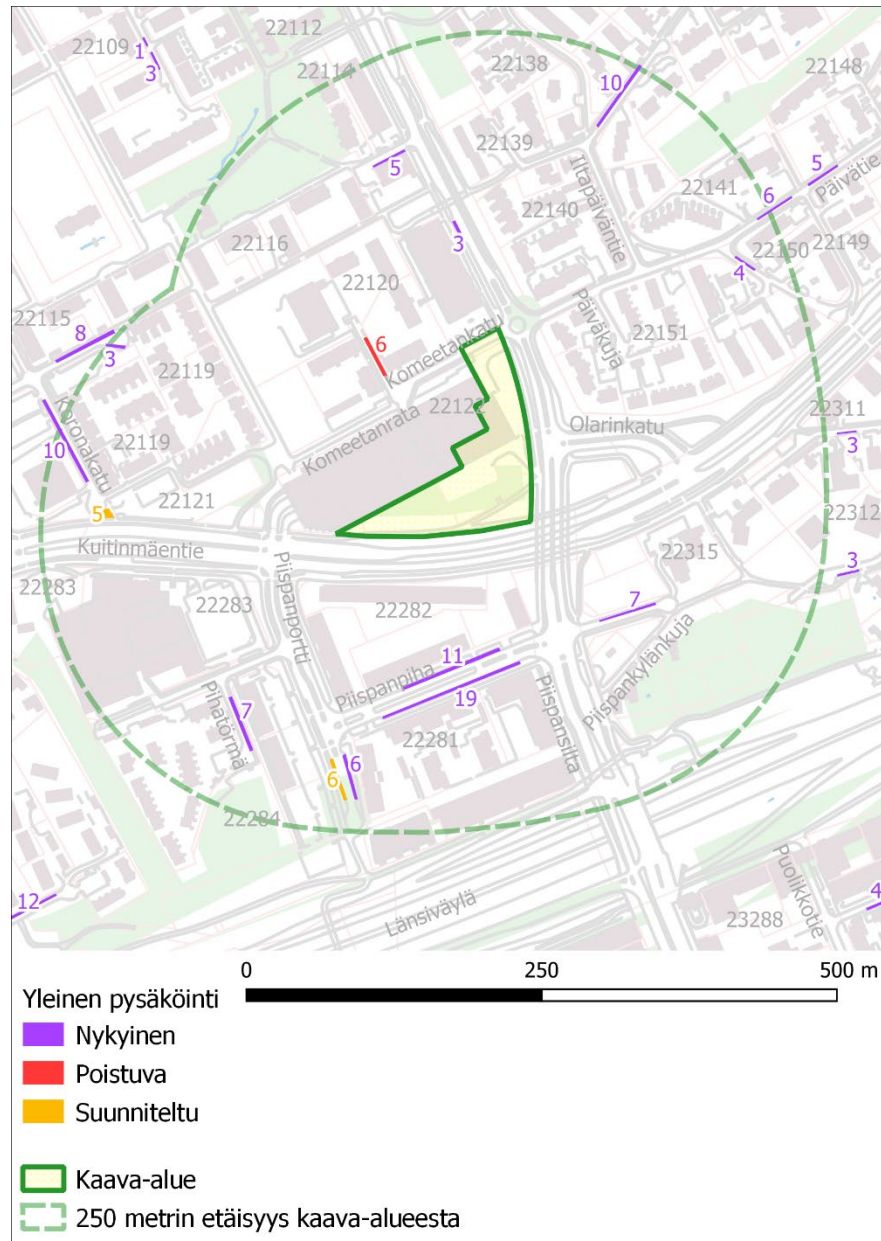 22109
1
3
22112
22114
22138
10
22148
5
22139
Iltapäiväntie
22141
5
6
Päivätie
22140
22150
22149
4
22116
3
22120
22115
8
3
6
Komeetankatu
Päiväkuja
22151
22119
22122
Koronakatu
10
22119
Komeetanrata
Olarinkatu
22311
3
22121
5
Kuitinmäentie
22312
22283
22283
Piispanportti
22282
22315
3
7
11
Piispanpiha
19
Piispankylänkuja
Pihatörmä
7
22281
Piispansilta
6
6
22284
12
Länsiväylä
Puolikkotie
23288
4
0 250 500 m
Yleinen pysäköinti
Nykyinen
Poistuva
Suunniteltu
Kaava-alue
250 metrin etäisyys kaava-alueesta